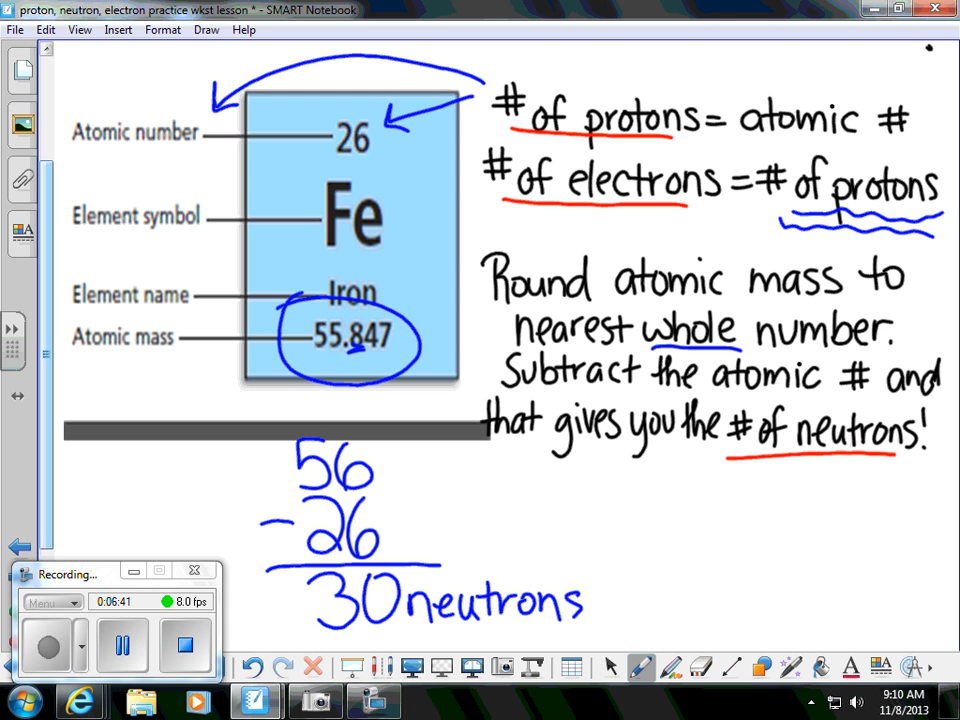 proton, neutron, electron practice wkst lesson * - SMART Notebook
File Edit View Insert Format Draw Help
Atomic number
26
# of protons = atomic #
# of electrons = # of protons
Element symbol
Fe
Element name
Iron
Atomic mass
55.847
Round atomic mass to
nearest whole number.
Subtract the atomic # and
that gives you the # of neutrons!
56
- 26
30 neutrons
Recording...
Menu
0:06:41
8.0 fps
9:10 AM
11/8/2013